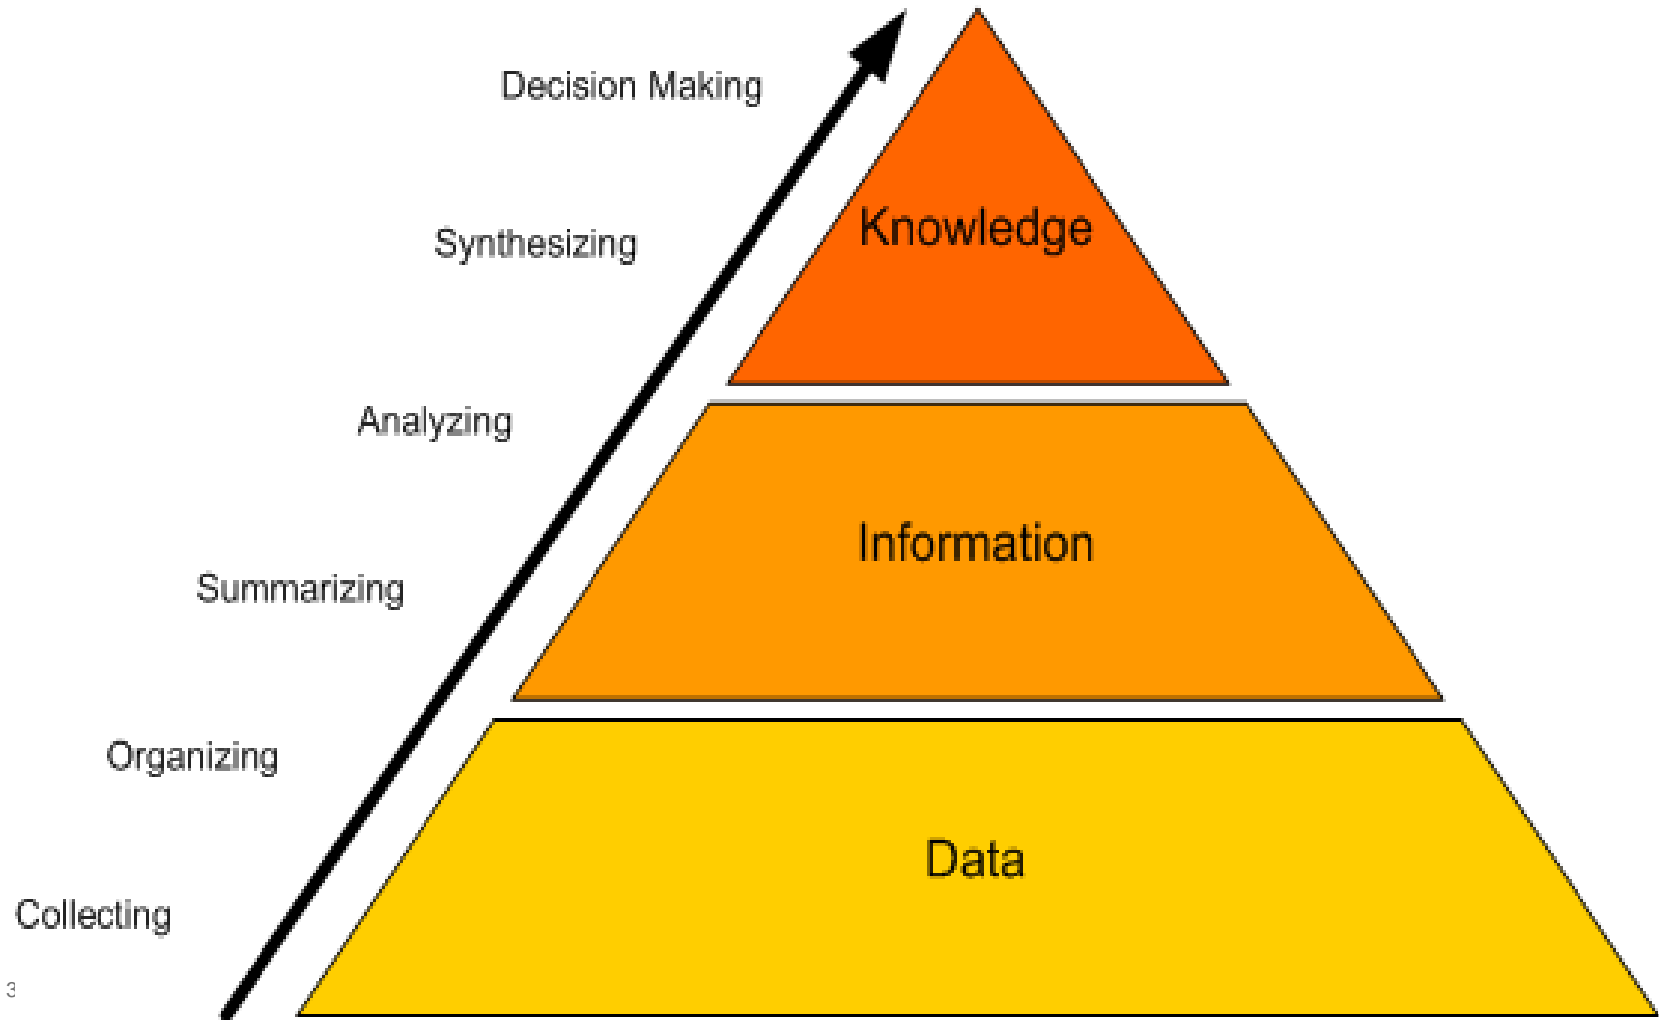 Decision Making
Knowledge
Synthesizing
Analyzing
Information
Summarizing
Organizing
Data
Collecting
3